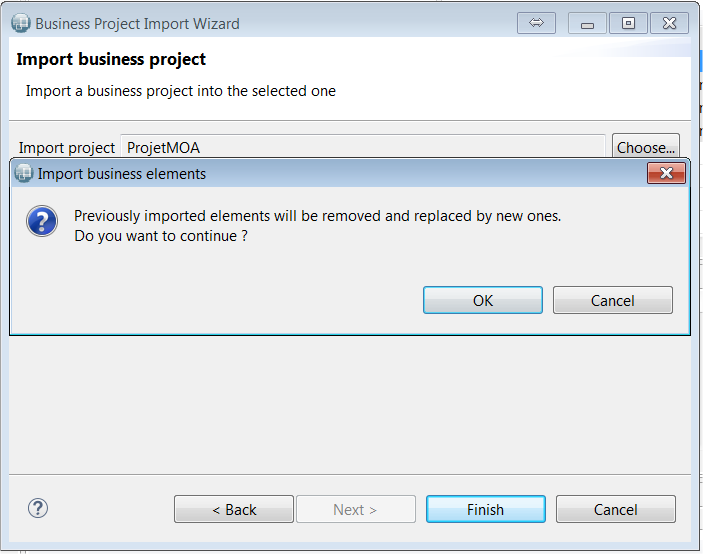 Business Project Import Wizard
Import business project
Import a business project into the selected one
Import project ProjetMOA Choose...
Import business elements
Previously imported elements will be removed and replaced by new ones.
Do you want to continue ?
OK Cancel
< Back Next > Finish Cancel